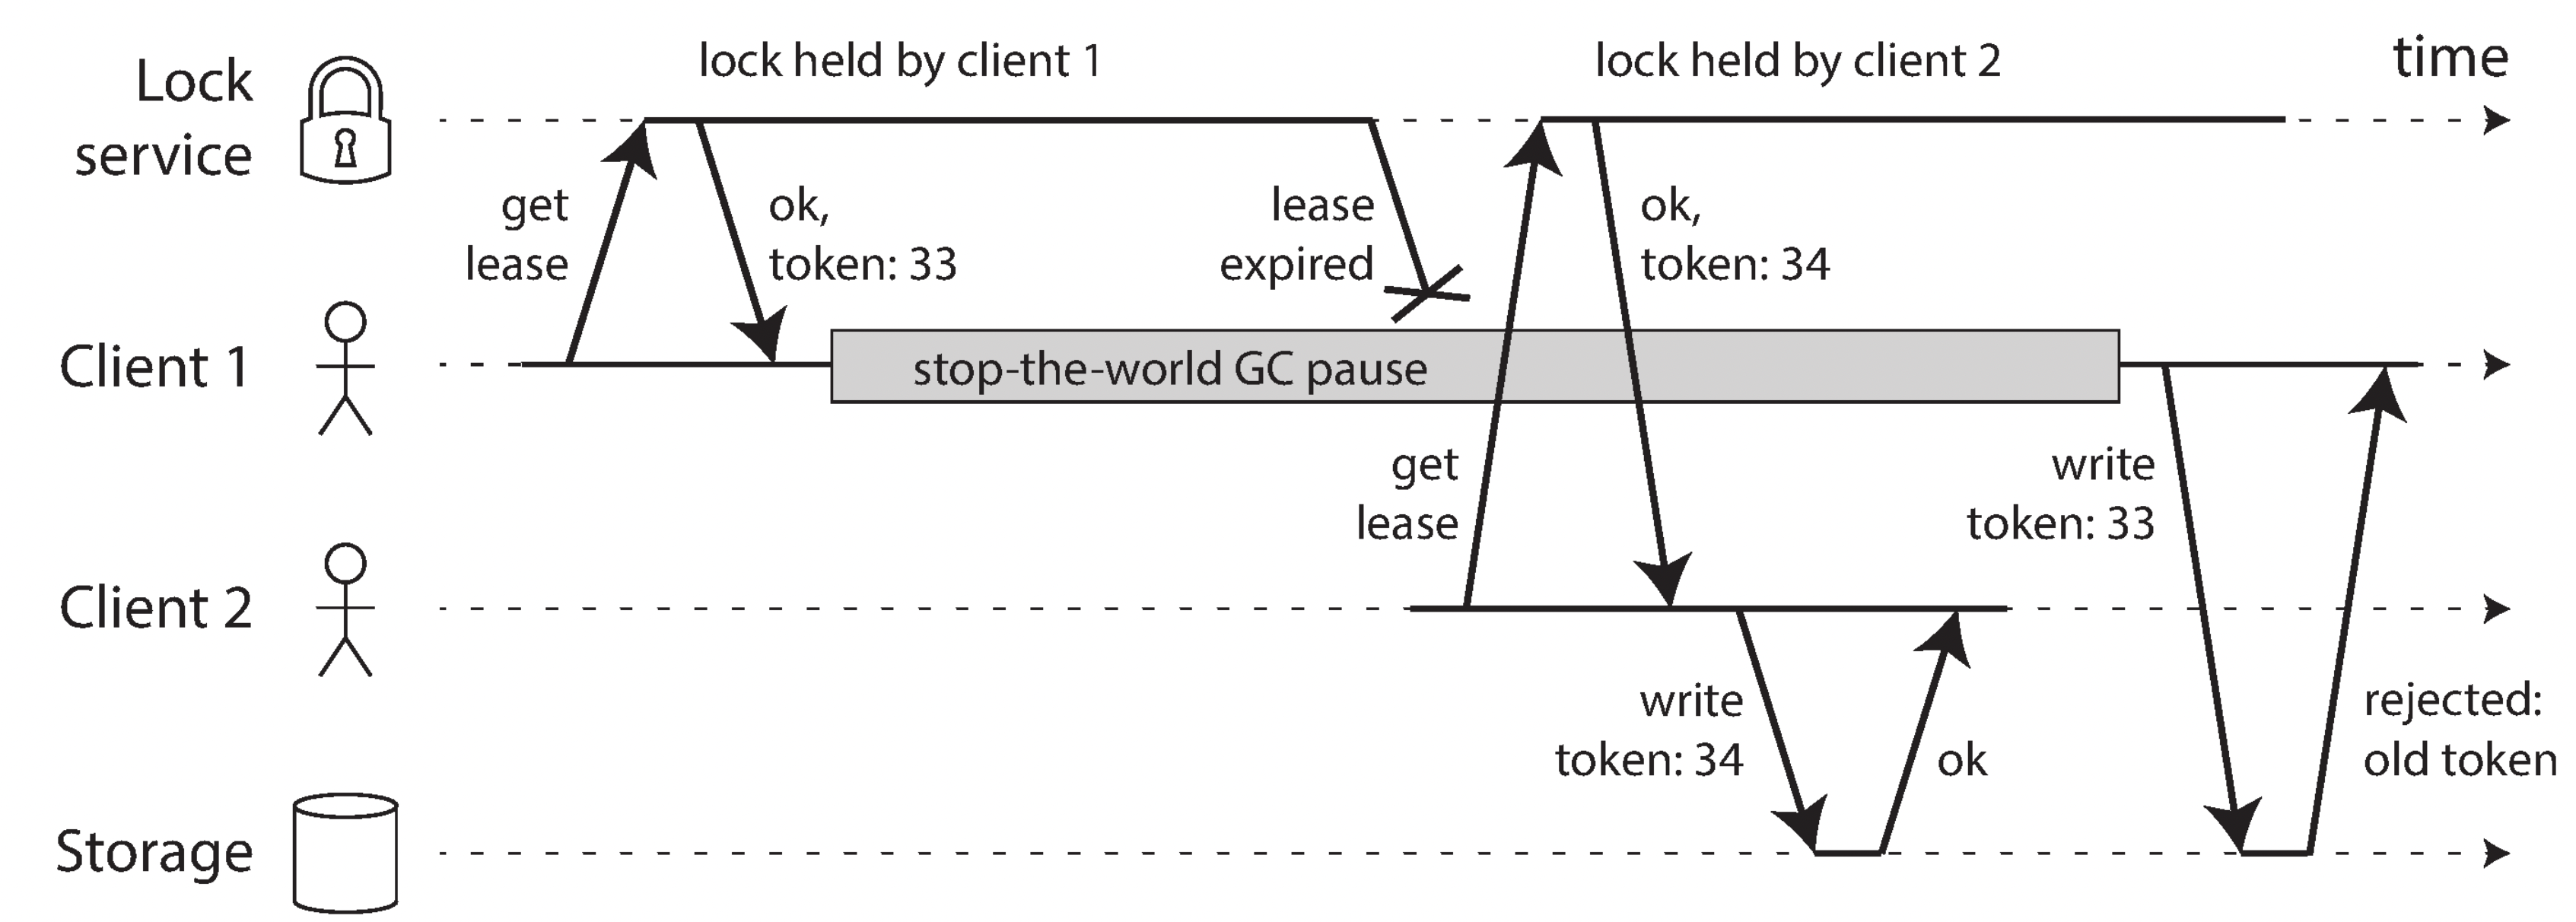 lock held by client 1
lock held by client 2
time
Lock
service
get
lease
ok,
token: 33
lease
expired
ok,
token: 34
Client 1
stop-the-world GC pause
get
lease
write
token: 33
Client 2
write
token: 34
ok
rejected:
old token
Storage